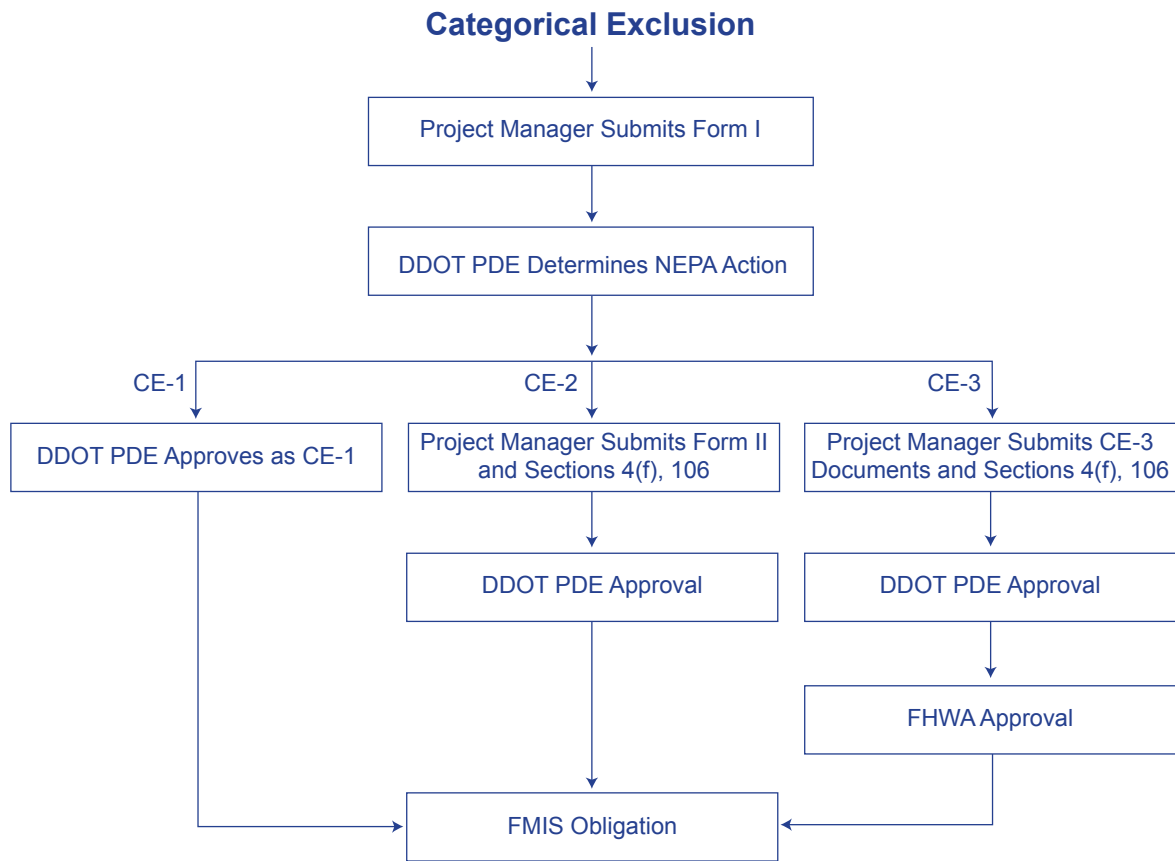 Categorical Exclusion
Project Manager Submits Form I
DDOT PDE Determines NEPA Action
CE-1
CE-2
CE-3
DDOT PDE Approves as CE-1
Project Manager Submits Form II
and Sections 4(f), 106
Project Manager Submits CE-3
Documents and Sections 4(f), 106
DDOT PDE Approval
DDOT PDE Approval
FHWA Approval
FMIS Obligation